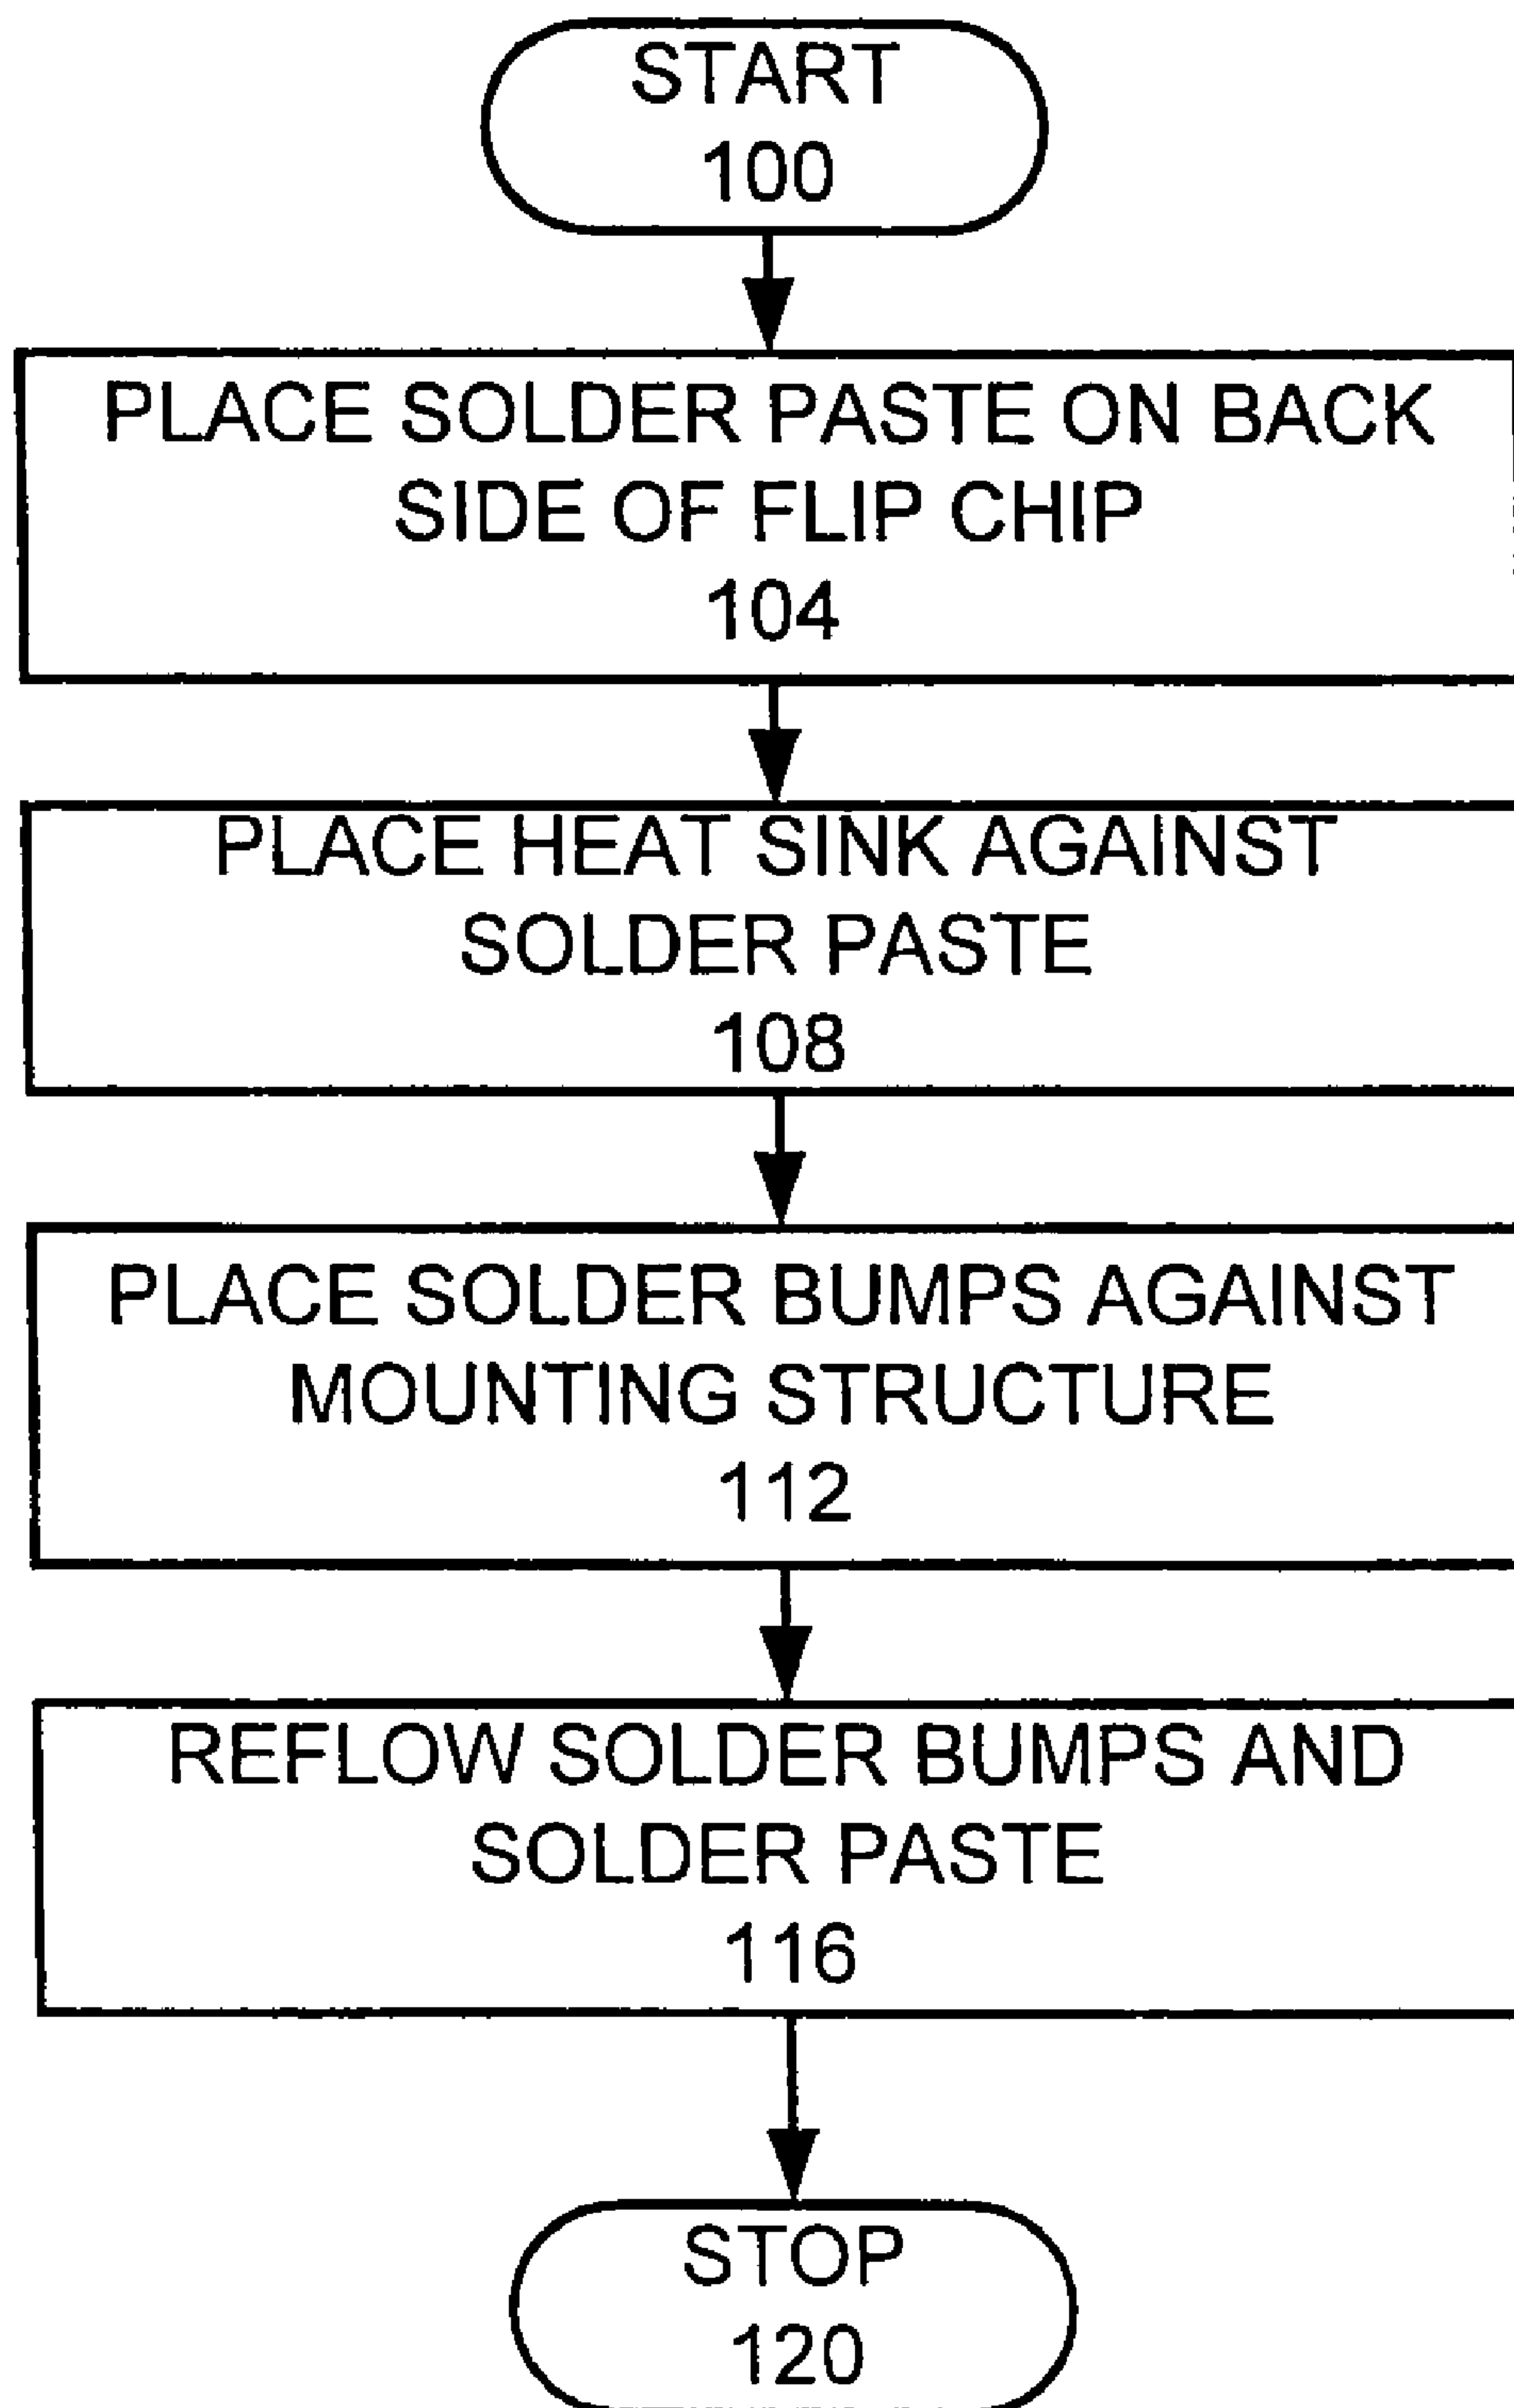 START
100
PLACE SOLDER PASTE ON BACK
SIDE OF FLIP CHIP
104
PLACE HEAT SINK AGAINST
SOLDER PASTE
108
PLACE SOLDER BUMPS AGAINST
MOUNTING STRUCTURE
112
REFLOW SOLDER BUMPS AND
SOLDER PASTE
116
STOP
120